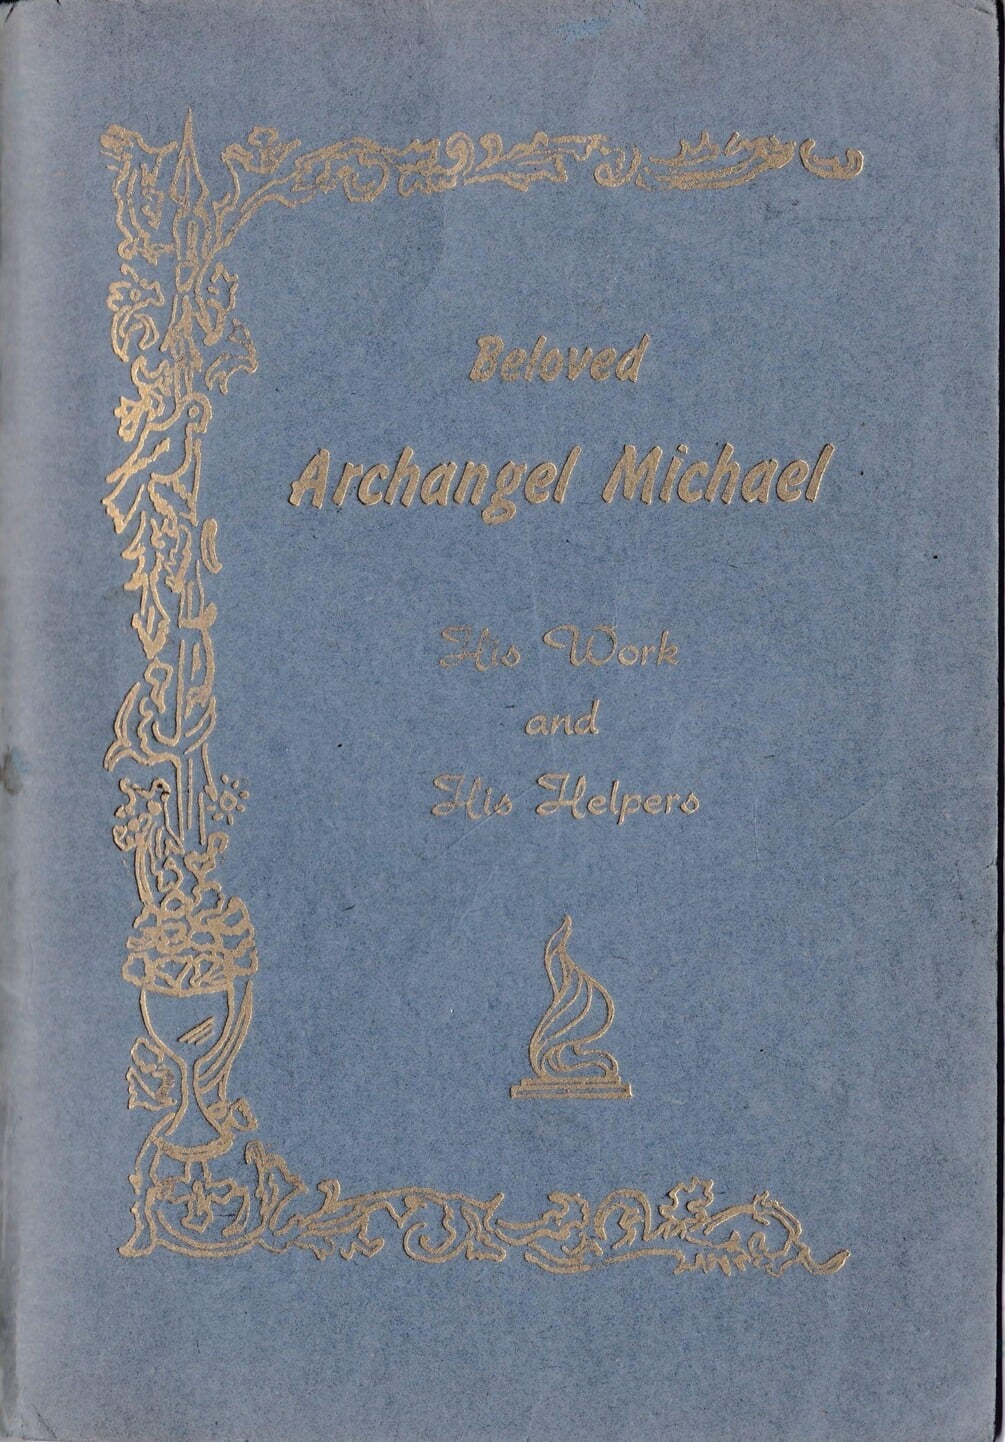 Beloved
Archangel Michael
His Work
and
His Helpers